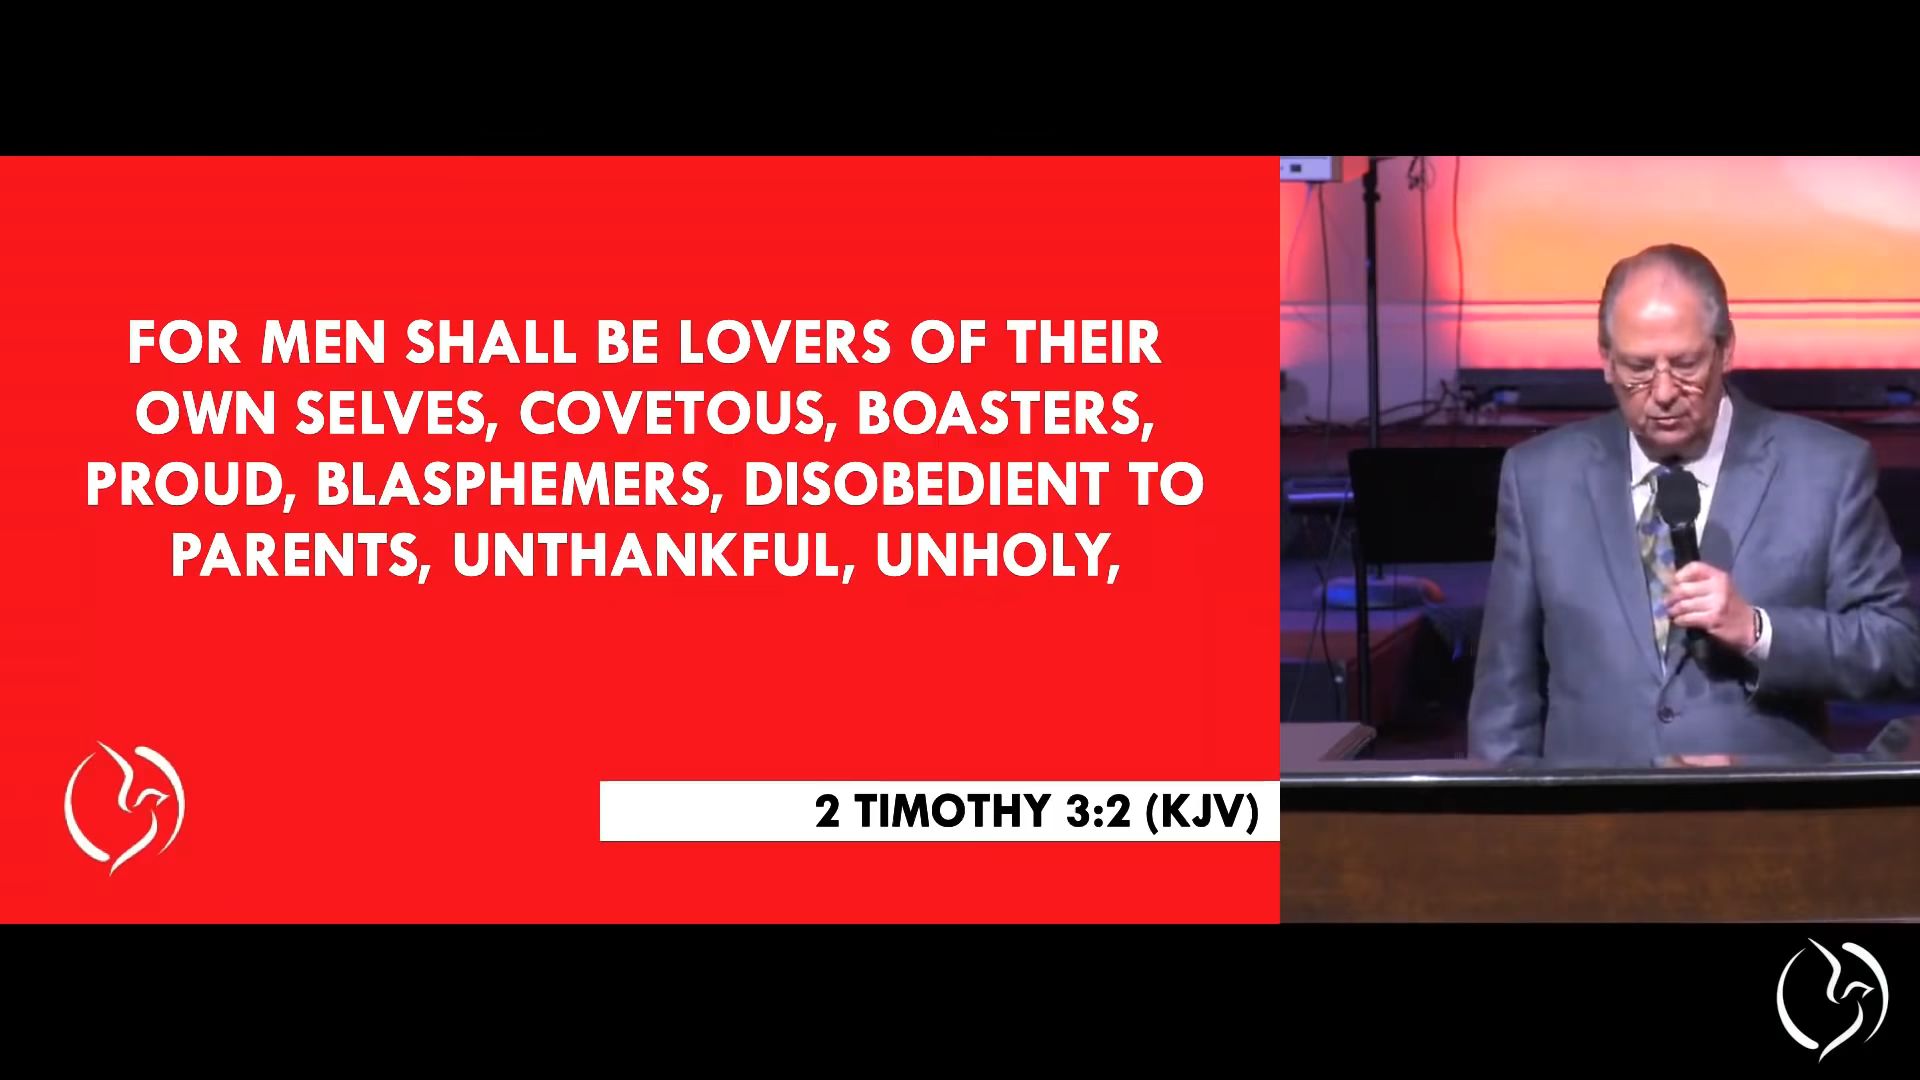 FOR MEN SHALL BE LOVERS OF THEIR
OWN SELVES, COVETOUS, BOASTERS,
PROUD, BLASPHEMERS, DISOBEDIENT TO
PARENTS, UNTHANKFUL, UNHOLY,
2 TIMOTHY 3:2 (KJV)